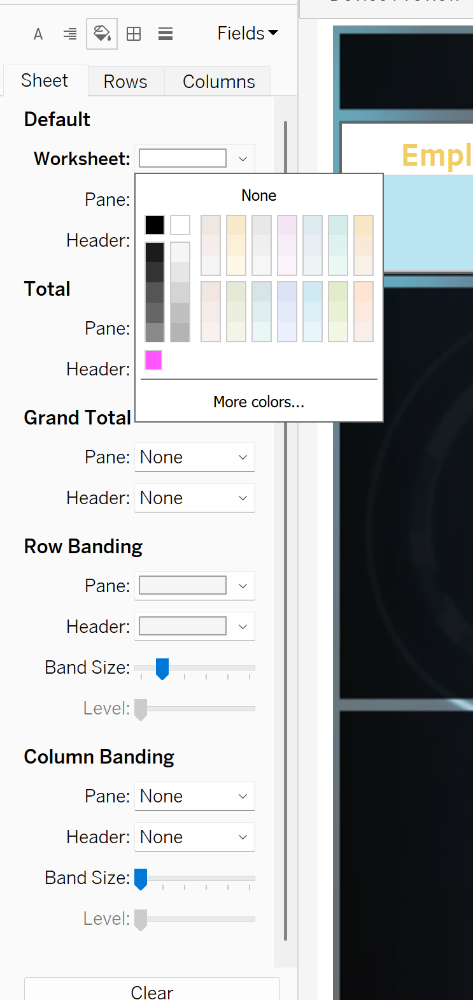 A
Fields
Sheet
Rows
Columns
Default
Worksheet:
None
Pane:
Header:
Total
Pane:
Header:
More colors...
Grand Total
Pane: None
Header: None
Row Banding
Pane:
Header:
Band Size:
Level:
Column Banding
Pane: None
Header: None
Band Size:
Level:
Clear
Empl